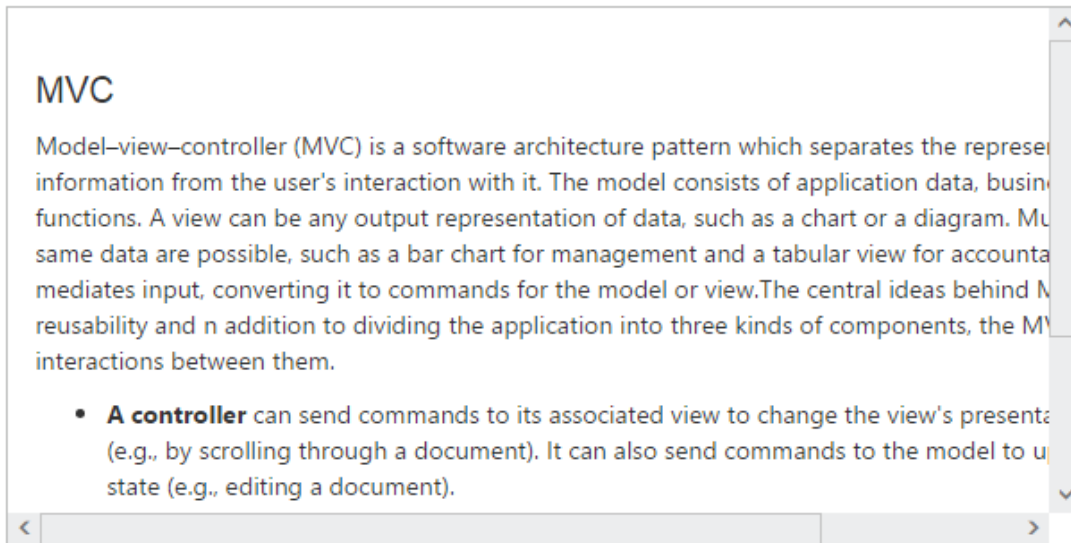 MVC
Model–view–controller (MVC) is a software architecture pattern which separates the
information from the user's interaction with it. The model consists of application data,
functions. A view can be any output representation of data, such as a chart or a diagram.
same data are possible, such as a bar chart for management and a tabular view for
mediates input, converting it to commands for the model or view.The central ideas behind
reusability and n addition to dividing the application into three kinds of components, the
interactions between them.
• A controller can send commands to its associated view to change the view's
(e.g., by scrolling through a document). It can also send commands to the model to
state (e.g., editing a document).